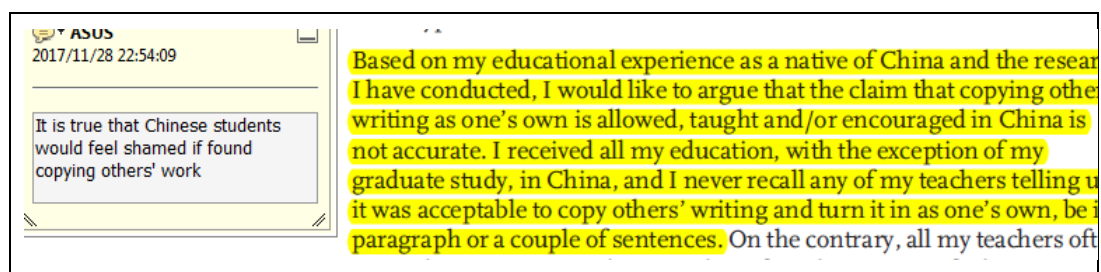 ASUS
2017/11/28 22:54:09
It is true that Chinese students
would feel shamed if found
copying others' work
Based on my educational experience as a native of China and the
I have conducted, I would like to argue that the claim that copying
writing as one's own is allowed, taught and/or encouraged in China is
not accurate. I received all my education, with the exception of my
graduate study, in China, and I never recall any of my teachers telling
it was acceptable to copy others' writing and turn it in as one's own, be
paragraph or a couple of sentences. On the contrary, all my teachers